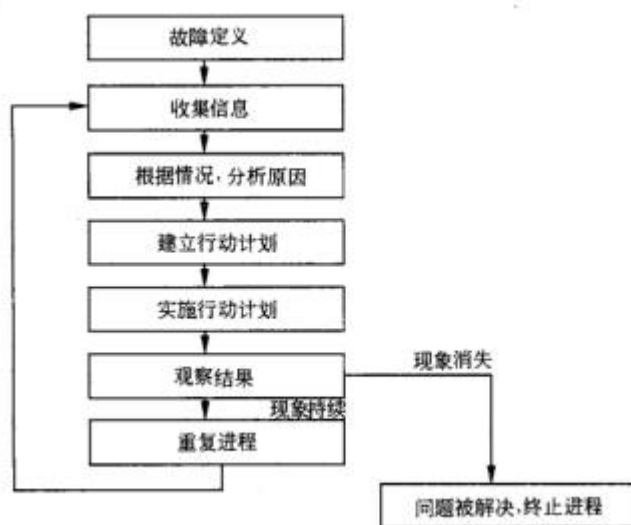 故障定义
收集信息
根据情况,分析原因
建立行动计划
实施行动计划
观察结果
现象消失
现象持续
重复进程
问题被解决,终止进程